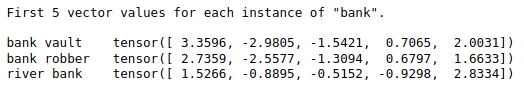 First 5 vector values for each instance of "bank".
bank vault    tensor([ 3.3596, -2.9805, -1.5421,  0.7065,  2.0031])
bank robber   tensor([ 2.7359, -2.5577, -1.3094,  0.6797,  1.6633])
river bank    tensor([ 1.5266, -0.8895, -0.5152, -0.9298,  2.8334])